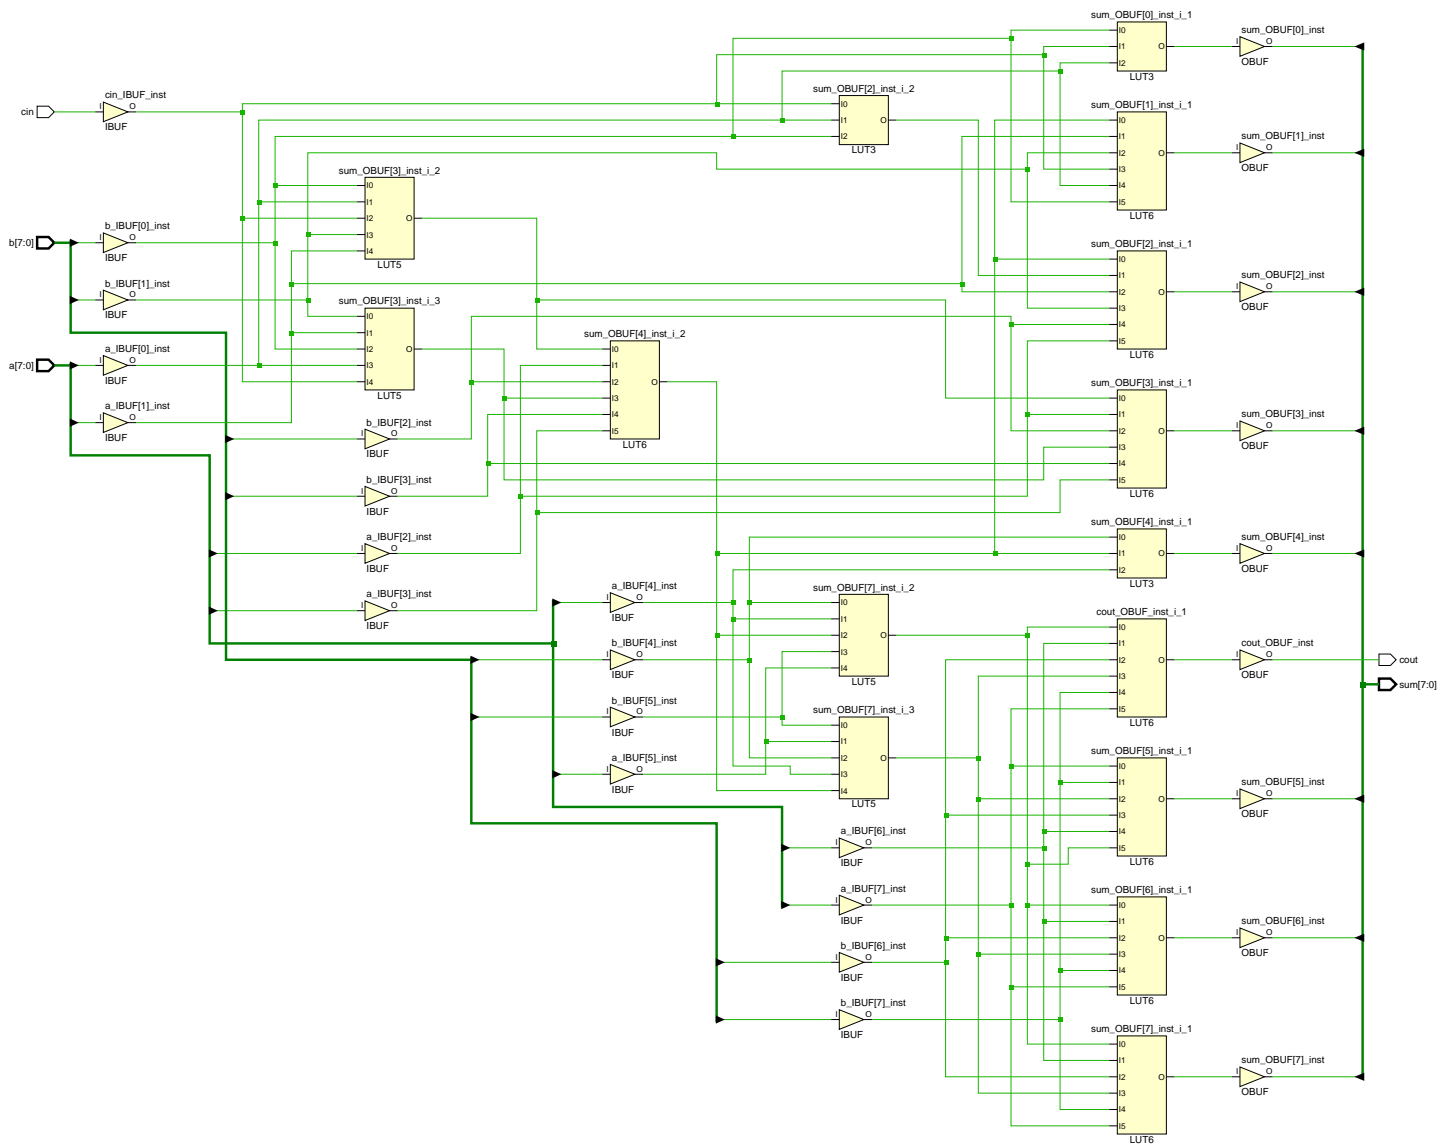 sum_OBUF[0]_inst_i_1
I0
I1
I2
O
LUT3
sum_OBUF[0]_inst
I
O
OBUF
cin
cin_IBUF_inst
I
O
IBUF
sum_OBUF[2]_inst_i_2
I0
I1
I2
O
LUT3
sum_OBUF[1]_inst_i_1
I0
I1
I2
I3
I4
I5
O
LUT6
sum_OBUF[1]_inst
I
O
OBUF
sum_OBUF[3]_inst_i_2
I0
I1
I2
I3
I4
O
LUT5
b[7:0]
b_IBUF[0]_inst
I
O
IBUF
b_IBUF[1]_inst
I
O
IBUF
sum_OBUF[2]_inst_i_1
I0
I1
I2
I3
I4
I5
O
LUT6
sum_OBUF[2]_inst
I
O
OBUF
sum_OBUF[3]_inst_i_3
I0
I1
I2
I3
I4
O
LUT5
a[7:0]
a_IBUF[0]_inst
I
O
IBUF
a_IBUF[1]_inst
I
O
IBUF
sum_OBUF[4]_inst_i_2
I0
I1
I2
I3
I4
I5
O
LUT6
sum_OBUF[3]_inst_i_1
I0
I1
I2
I3
I4
I5
O
LUT6
sum_OBUF[3]_inst
I
O
OBUF
b_IBUF[2]_inst
I
O
IBUF
b_IBUF[3]_inst
I
O
IBUF
a_IBUF[2]_inst
I
O
IBUF
a_IBUF[3]_inst
I
O
IBUF
sum_OBUF[4]_inst_i_1
I0
I1
I2
O
LUT3
sum_OBUF[4]_inst
I
O
OBUF
a_IBUF[4]_inst
I
O
IBUF
b_IBUF[4]_inst
I
O
IBUF
b_IBUF[5]_inst
I
O
IBUF
a_IBUF[5]_inst
I
O
IBUF
sum_OBUF[7]_inst_i_2
I0
I1
I2
I3
I4
O
LUT5
sum_OBUF[7]_inst_i_3
I0
I1
I2
I3
I4
O
LUT5
cout_OBUF_inst_i_1
I0
I1
I2
I3
I4
I5
O
LUT6
cout_OBUF_inst
I
O
OBUF
cout
sum[7:0]
sum_OBUF[5]_inst_i_1
I0
I1
I2
I3
I4
I5
O
LUT6
sum_OBUF[5]_inst
I
O
OBUF
a_IBUF[6]_inst
I
O
IBUF
a_IBUF[7]_inst
I
O
IBUF
b_IBUF[6]_inst
I
O
IBUF
b_IBUF[7]_inst
I
O
IBUF
sum_OBUF[6]_inst_i_1
I0
I1
I2
I3
I4
I5
O
LUT6
sum_OBUF[6]_inst
I
O
OBUF
sum_OBUF[7]_inst_i_1
I0
I1
I2
I3
I4
I5
O
LUT6
sum_OBUF[7]_inst
I
O
OBUF